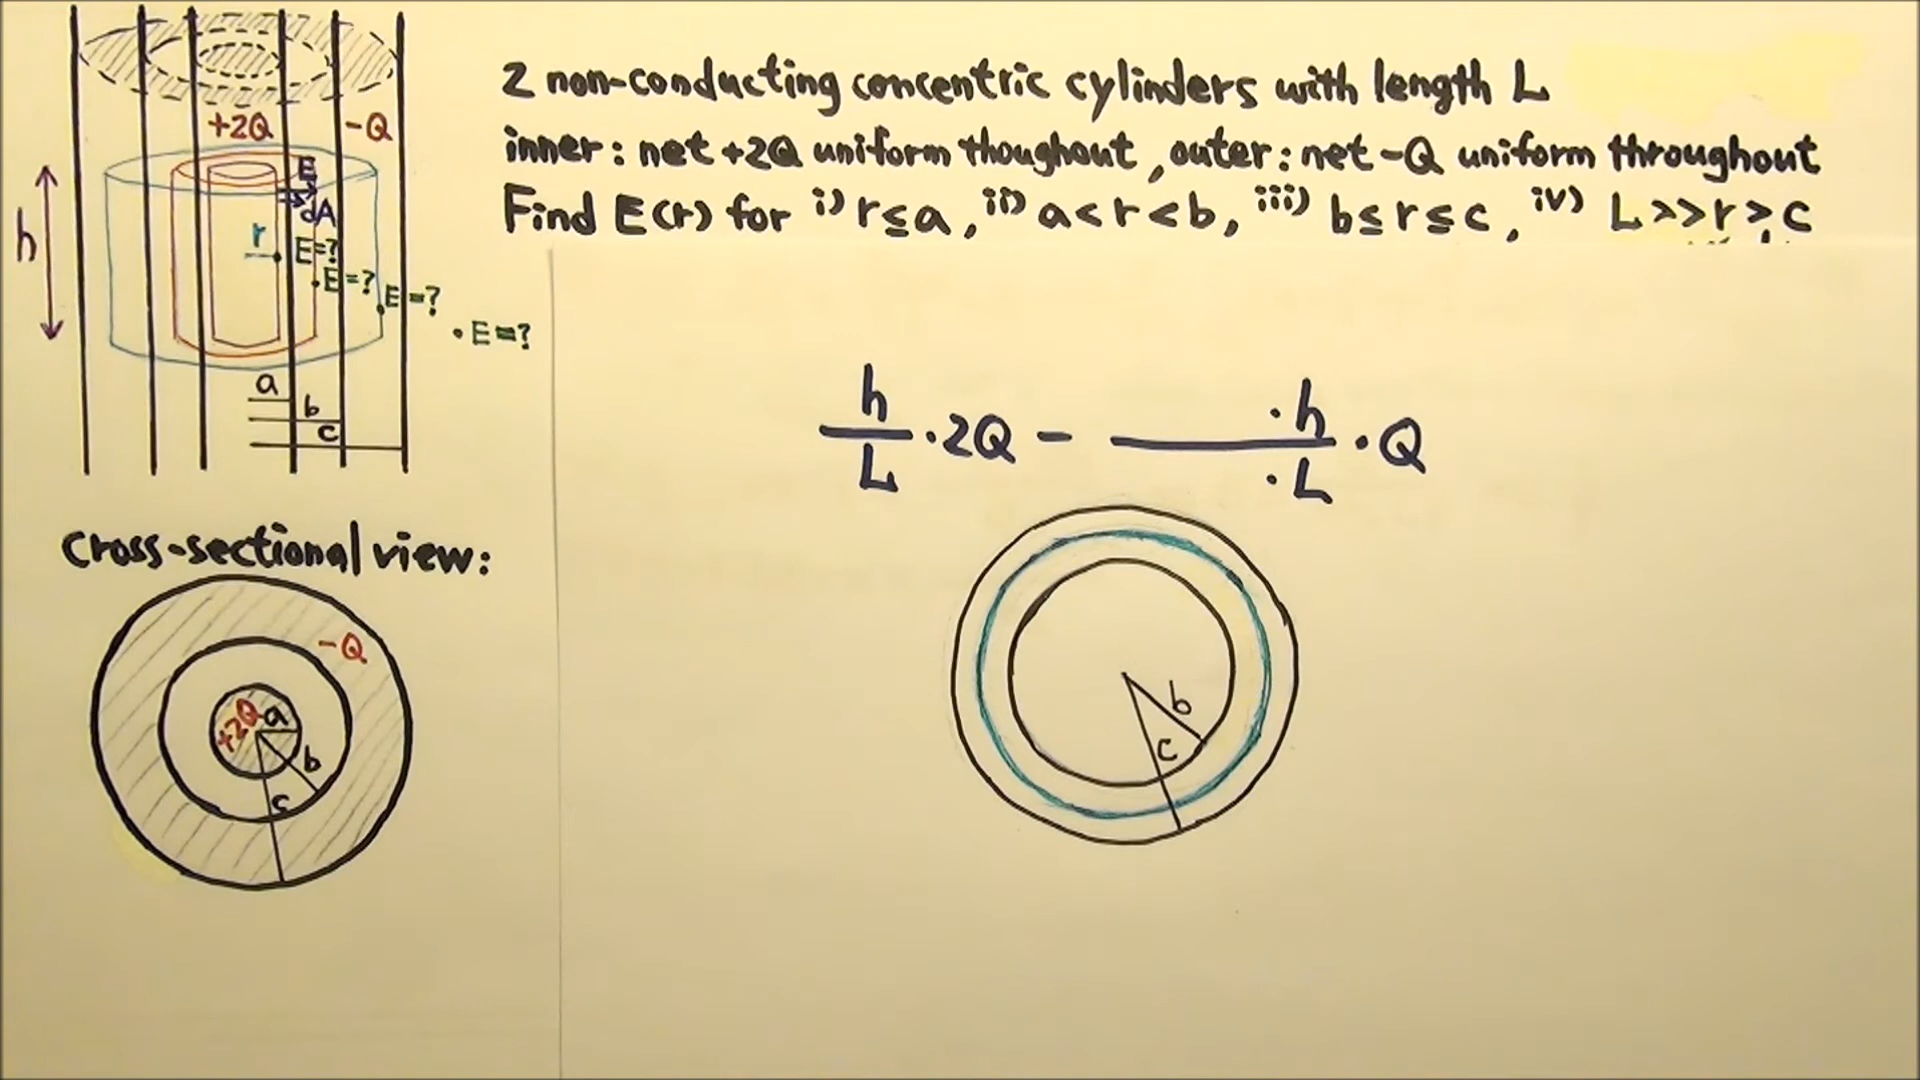 2 non-conducting concentric cylinders with length L
inner: net +2Q uniform thoughout, outer: net -Q uniform throughout
Find E(r) for i) r≤a, ii) a<r<b, iii) b≤r≤c, iv) L>>r>c
+2Q -Q
E
dA
h
r
E=?
E=?
E=?
E=?
a
b
c
h/L · 2Q - ·h/·L · Q
b
c
cross-sectional view:
-Q
+2Q
a
b
c